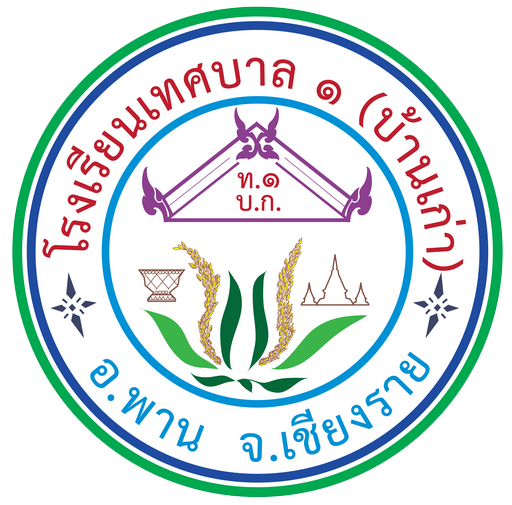 โรงเรียนเทศบาล ๑ (บ้านเก่า)
ท.๑
บ.ก.
อ.พาน จ.เชียงราย